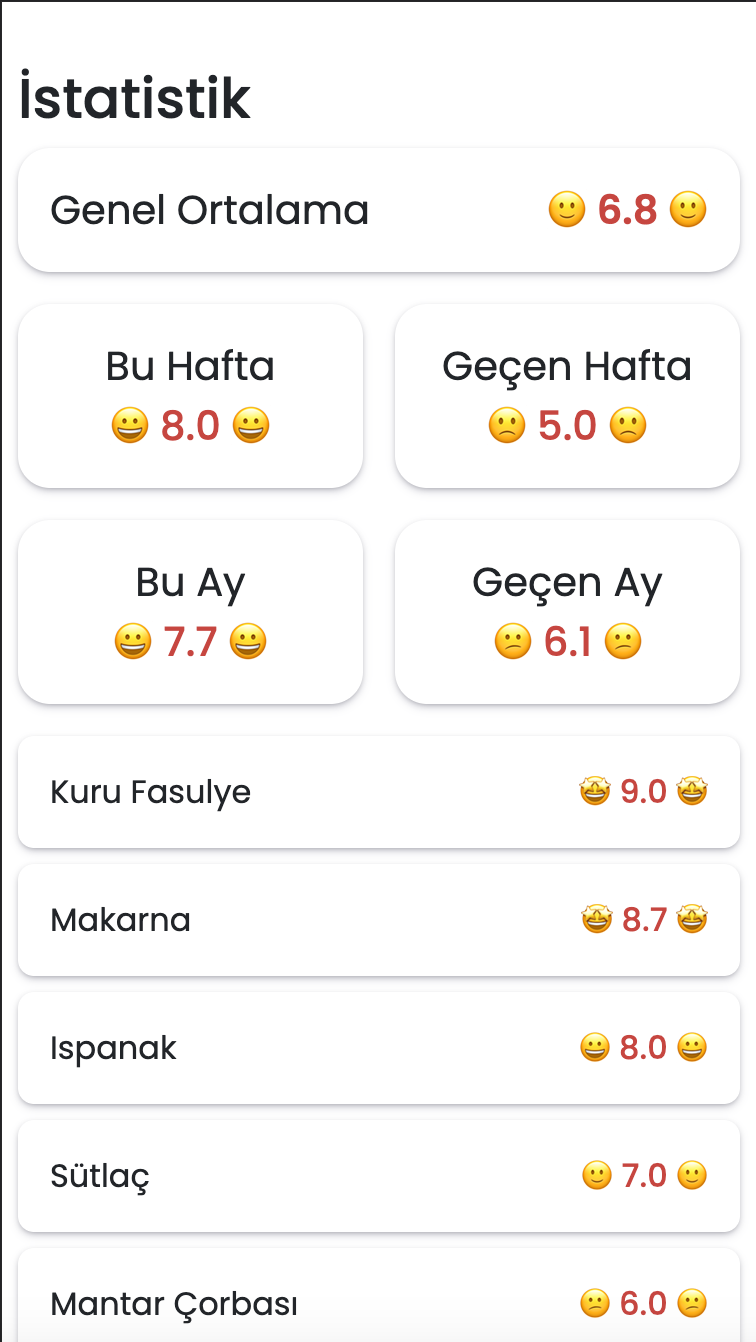 İstatistik
Genel Ortalama 🙂 6.8 🙂
Bu Hafta
😀 8.0 😀
Geçen Hafta
🙁 5.0 🙁
Bu Ay
😀 7.7 😀
Geçen Ay
😕 6.1 😕
Kuru Fasulye 🤩 9.0 🤩
Makarna 🤩 8.7 🤩
Ispanak 😀 8.0 😀
Sütlaç 🙂 7.0 🙂
Mantar Çorbası 😕 6.0 😕